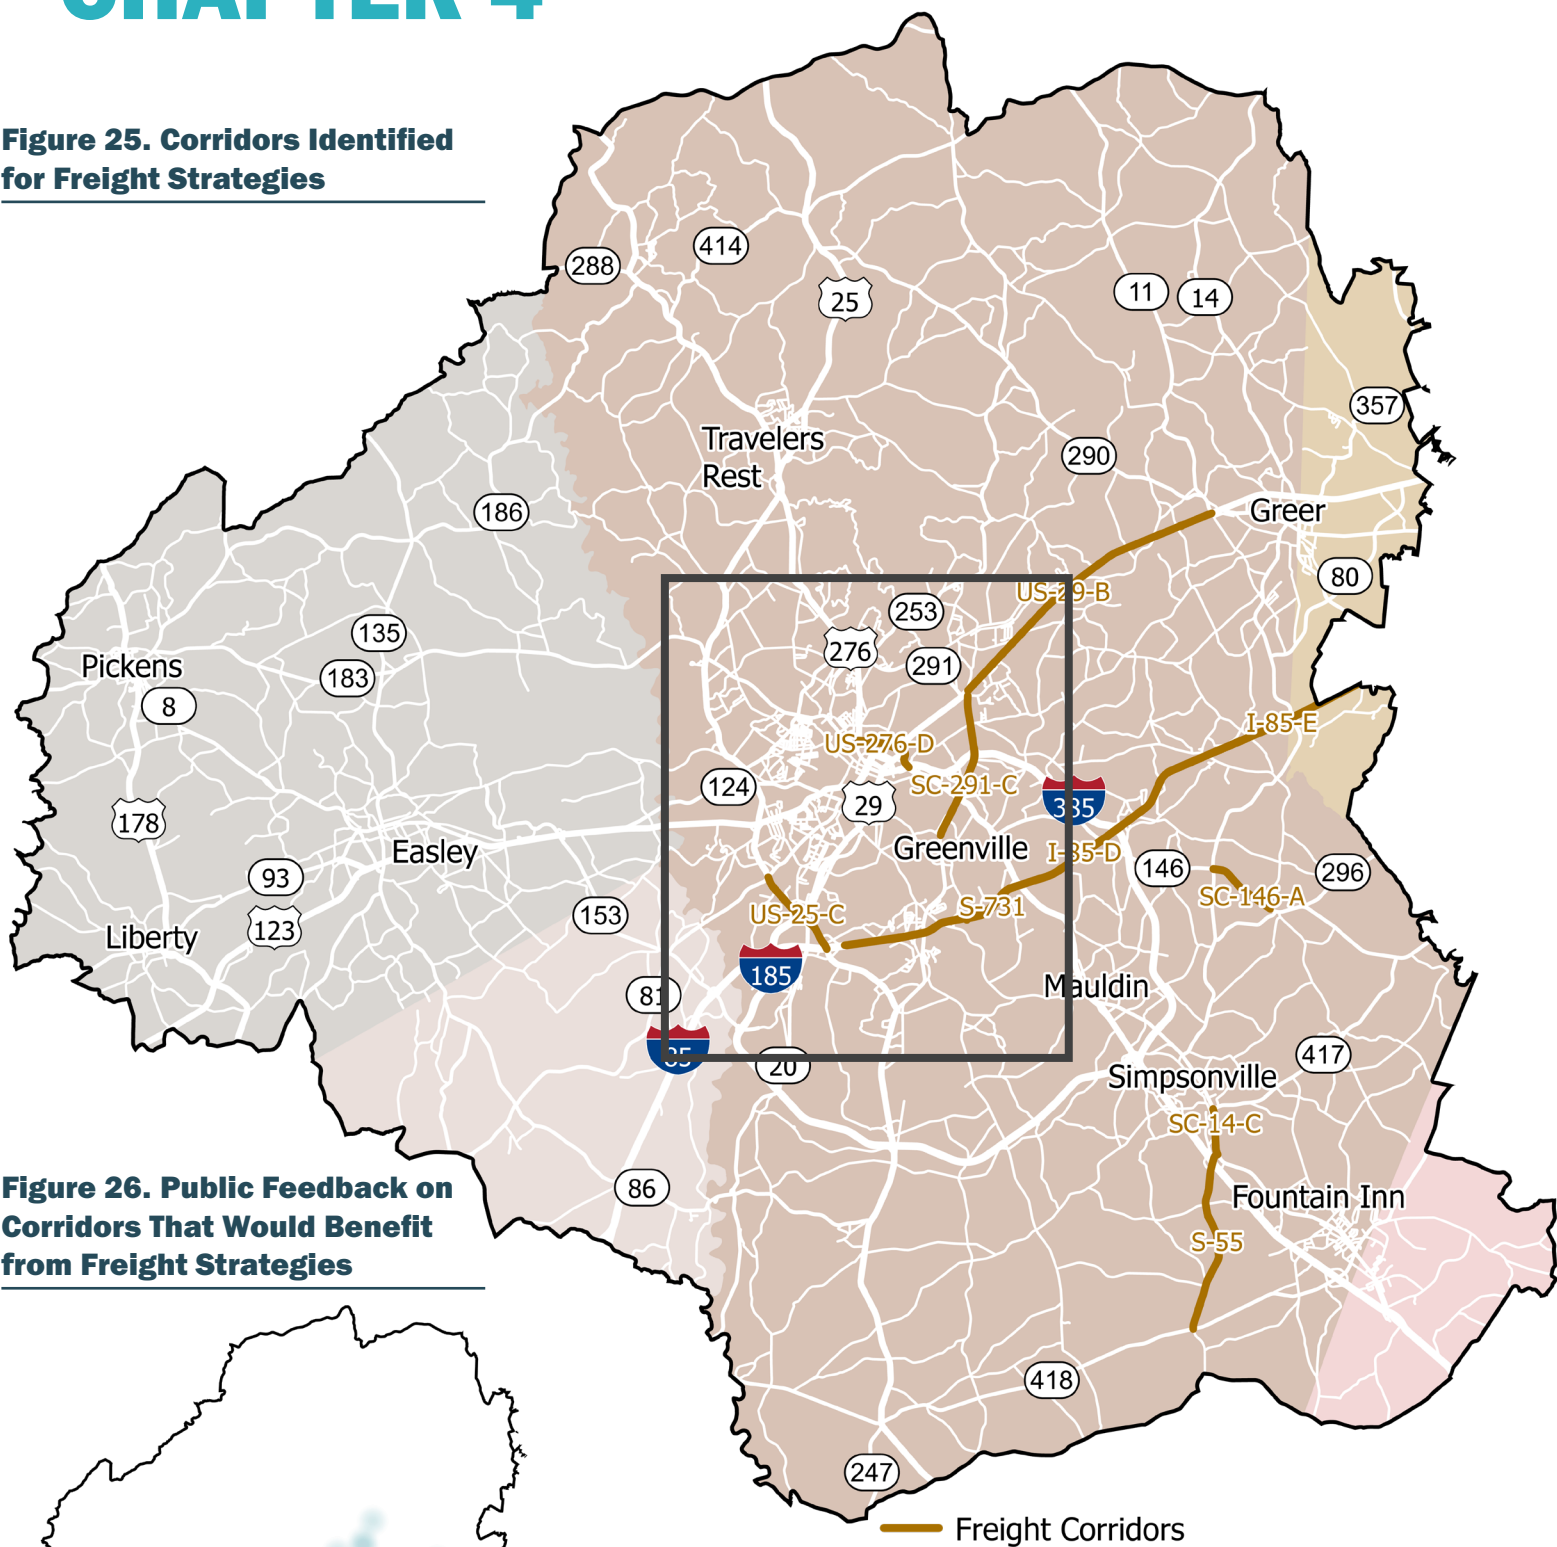 CHAPTER 4
Figure 25. Corridors Identified
for Freight Strategies
414
288
25
11
14
357
Travelers
Rest
290
186
Greer
80
US-29-B
253
135
276
291
Pickens
183
8
I-85-E
US-276-D
SC-291-C
124
29
385
178
Easley
Greenville
I-85-D
146
296
93
SC-146-A
S-731
153
US-25-C
123
Liberty
185
Mauldin
81
85
20
417
Simpsonville
SC-14-C
86
Fountain Inn
S-55
Figure 26. Public Feedback on
Corridors That Would Benefit
from Freight Strategies
418
247
Freight Corridors